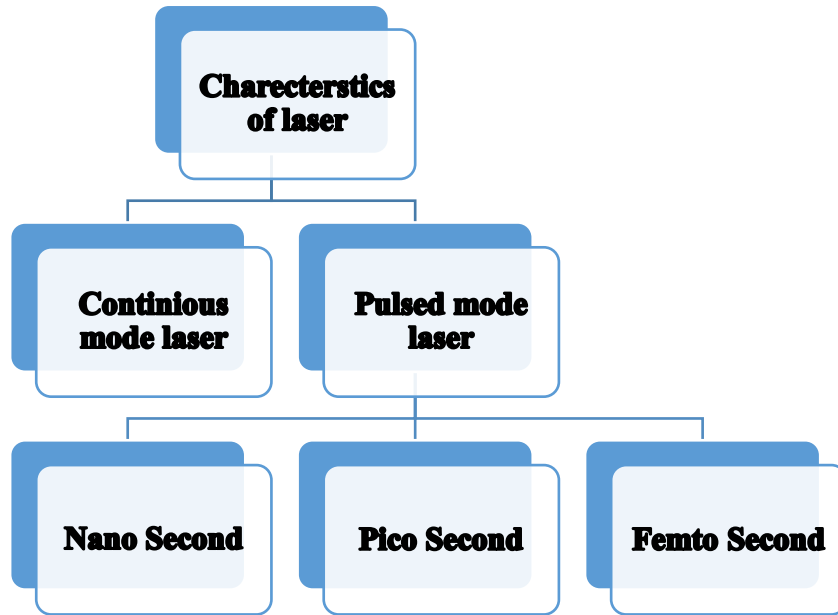 Charecterstics
of laser
Continious
mode laser
Pulsed mode
laser
Nano Second
Pico Second
Femto Second